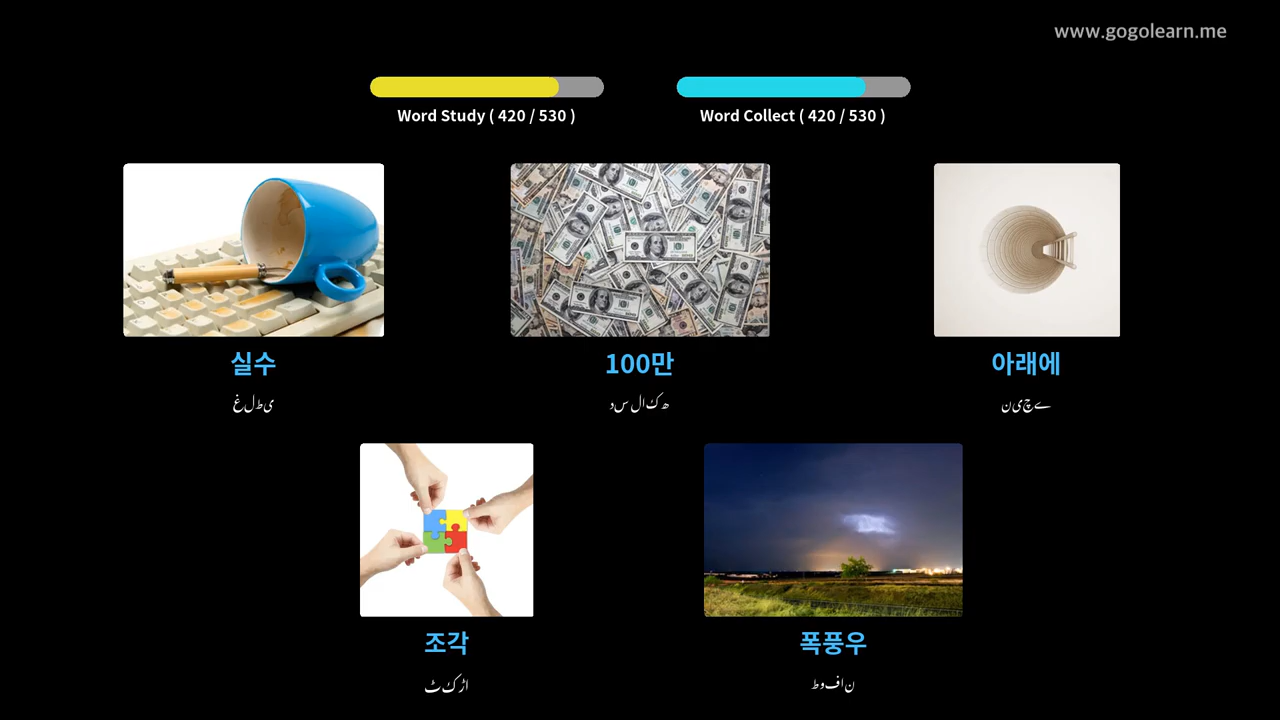 www.gogolearn.me
Word Study ( 420 / 530 )
Word Collect ( 420 / 530 )
실수
غلطی
100만
دس لاکھ
아래에
نیچے
조각
ٹکڑا
폭풍우
طوفان